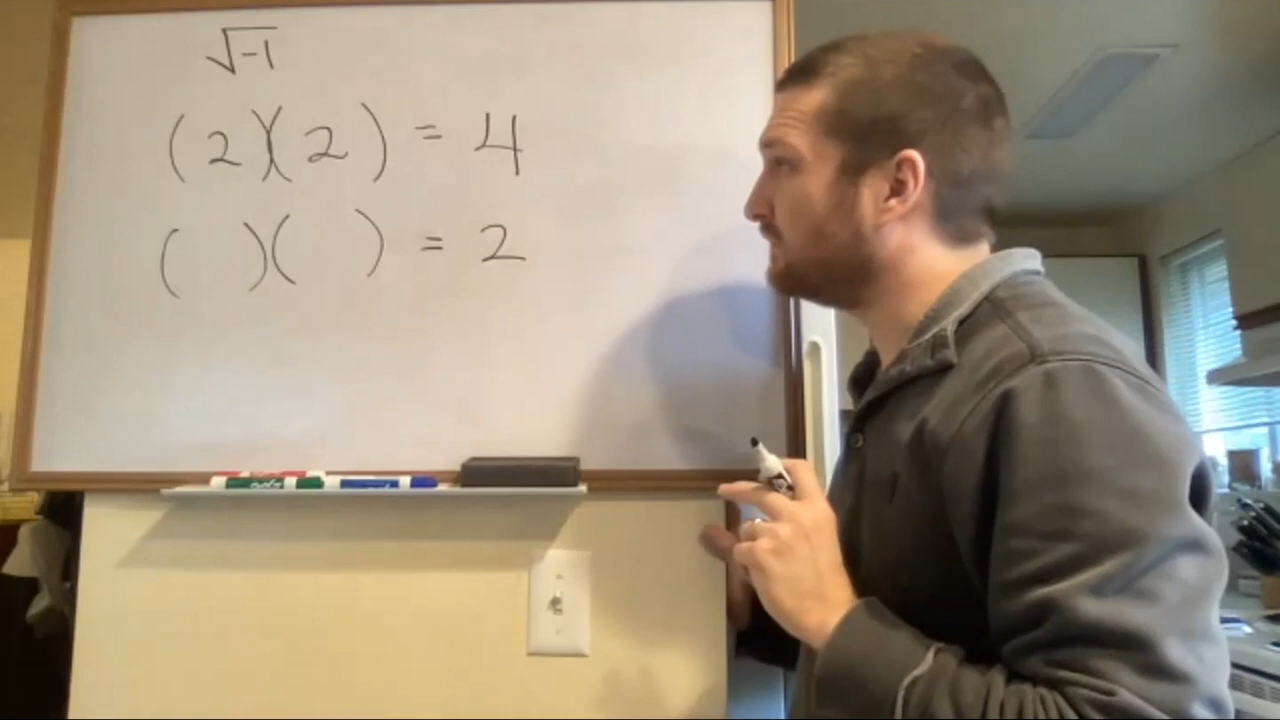 √-1
(2)(2) = 4
( )( ) = 2